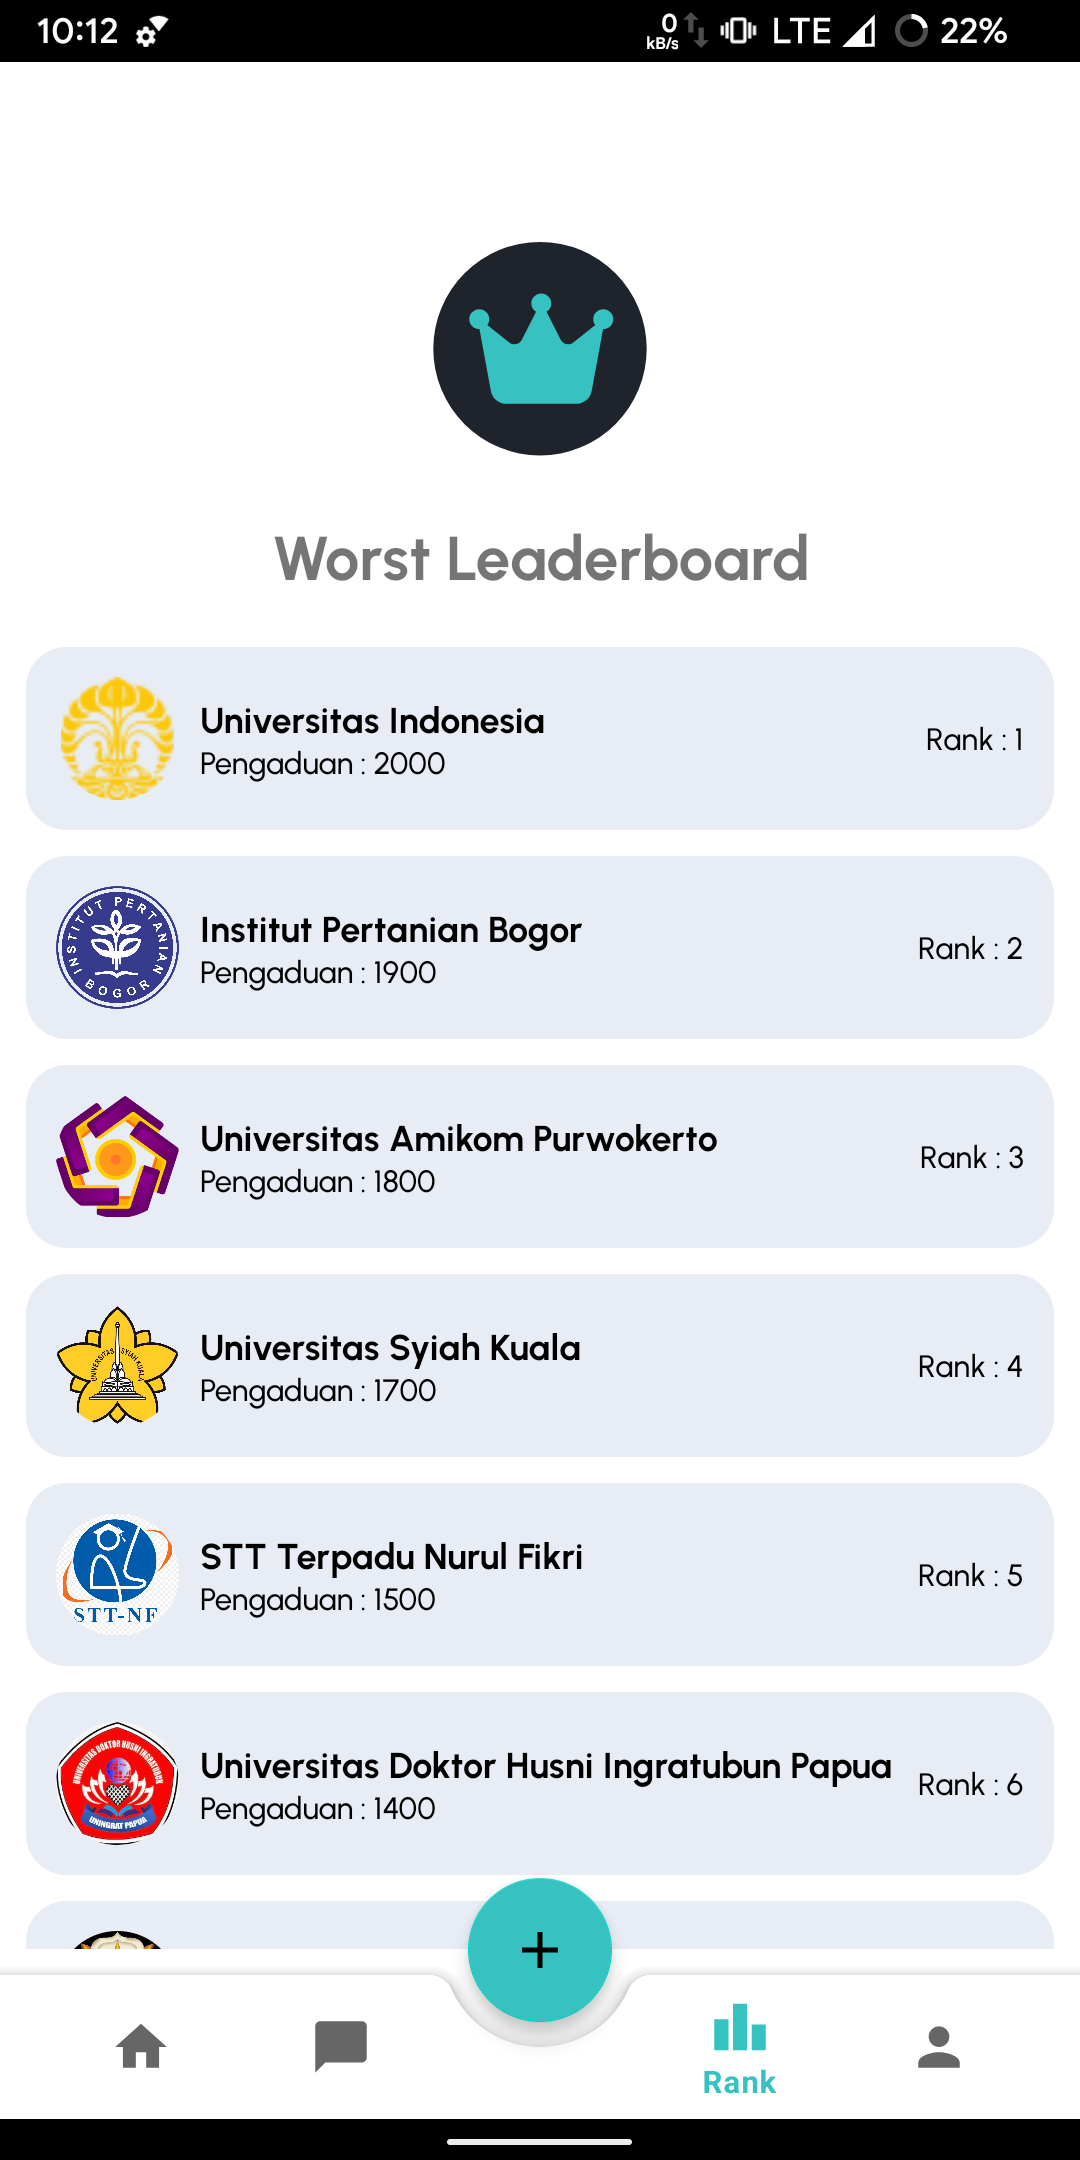 10:12
0
kB/s
LTE
22%
Worst Leaderboard
Universitas Indonesia
Pengaduan : 2000
Rank : 1
INSTITUT PERTANIAN
BOGOR
Institut Pertanian Bogor
Pengaduan : 1900
Rank : 2
Universitas Amikom Purwokerto
Pengaduan : 1800
Rank : 3
UNIVERSITAS SYIAH KUALA
Universitas Syiah Kuala
Pengaduan : 1700
Rank : 4
STT-NF
STT Terpadu Nurul Fikri
Pengaduan : 1500
Rank : 5
UNIVERSITAS DOKTOR HUSNI INGRATUBUN
UNINGRAT PAPUA
Universitas Doktor Husni Ingratubun Papua
Pengaduan : 1400
Rank : 6
Rank